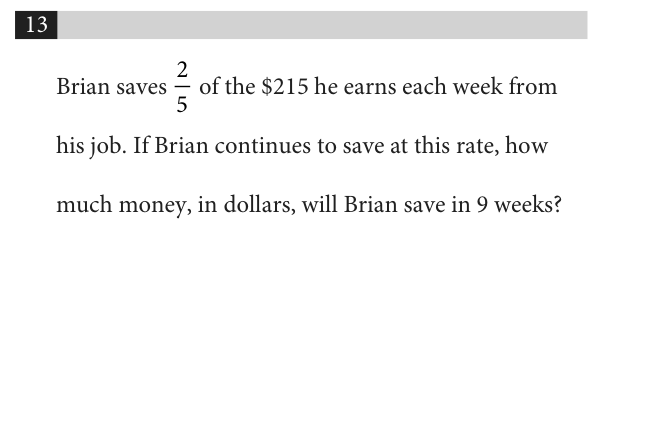 13
Brian saves 2/5 of the $215 he earns each week from
his job. If Brian continues to save at this rate, how
much money, in dollars, will Brian save in 9 weeks?